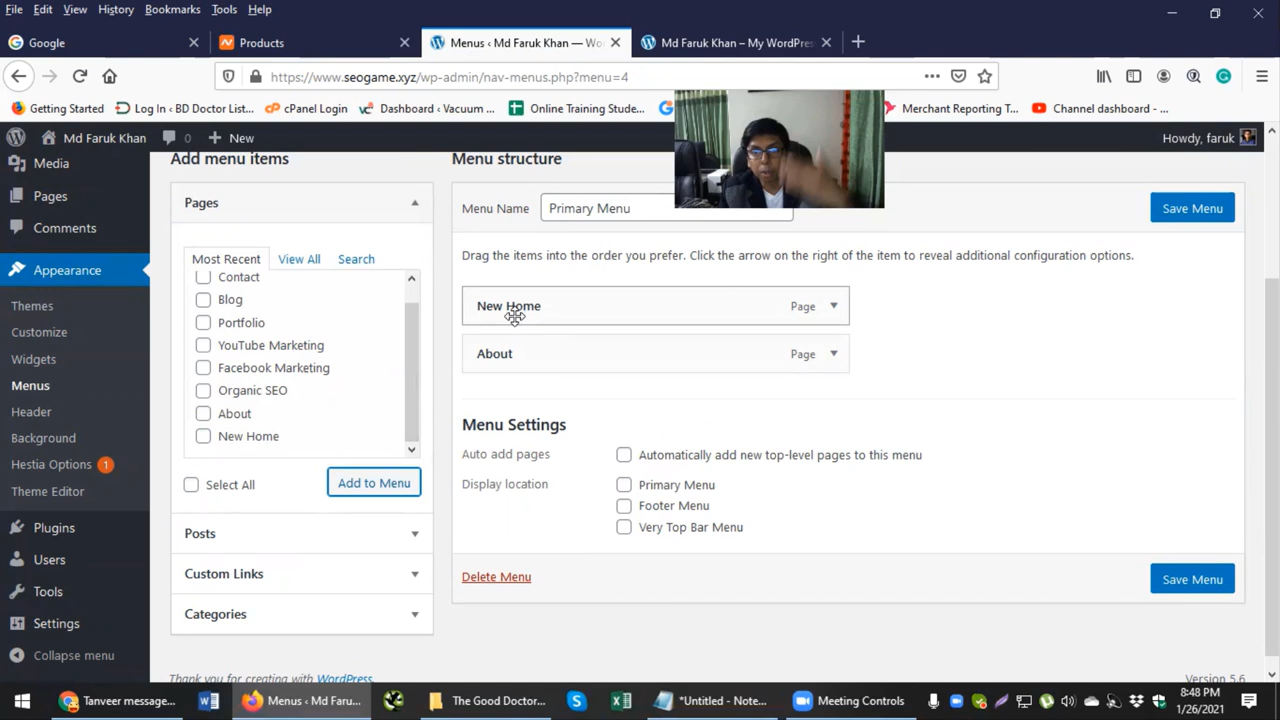 File Edit View History Bookmarks Tools Help
Google
Products
Menus ‹ Md Faruk Khan — Wo
Md Faruk Khan – My WordPres
https://www.seogame.xyz/wp-admin/nav-menus.php?menu=4
Getting Started
Log In ‹ BD Doctor List...
cPanel Login
Dashboard ‹ Vacuum ...
Online Training Stude...
Merchant Reporting T...
Channel dashboard - ...
Md Faruk Khan
0
New
Howdy, faruk
Media
Pages
Comments
Appearance
Themes
Customize
Widgets
Menus
Header
Background
Hestia Options 1
Theme Editor
Plugins
Users
Tools
Settings
Collapse menu
Add menu items
Pages
Most Recent View All Search
Contact
Blog
Portfolio
YouTube Marketing
Facebook Marketing
Organic SEO
About
New Home
Select All
Add to Menu
Posts
Custom Links
Categories
Menu structure
Menu Name Primary Menu
Save Menu
Drag the items into the order you prefer. Click the arrow on the right of the item to reveal additional configuration options.
New Home Page
About Page
Menu Settings
Auto add pages Automatically add new top-level pages to this menu
Display location Primary Menu
Footer Menu
Very Top Bar Menu
Delete Menu
Save Menu
Thank you for creating with WordPress.
Version 5.6
Tanveer message...
Menus ‹ Md Faru...
The Good Doctor...
*Untitled - Note...
Meeting Controls
8:48 PM
1/26/2021